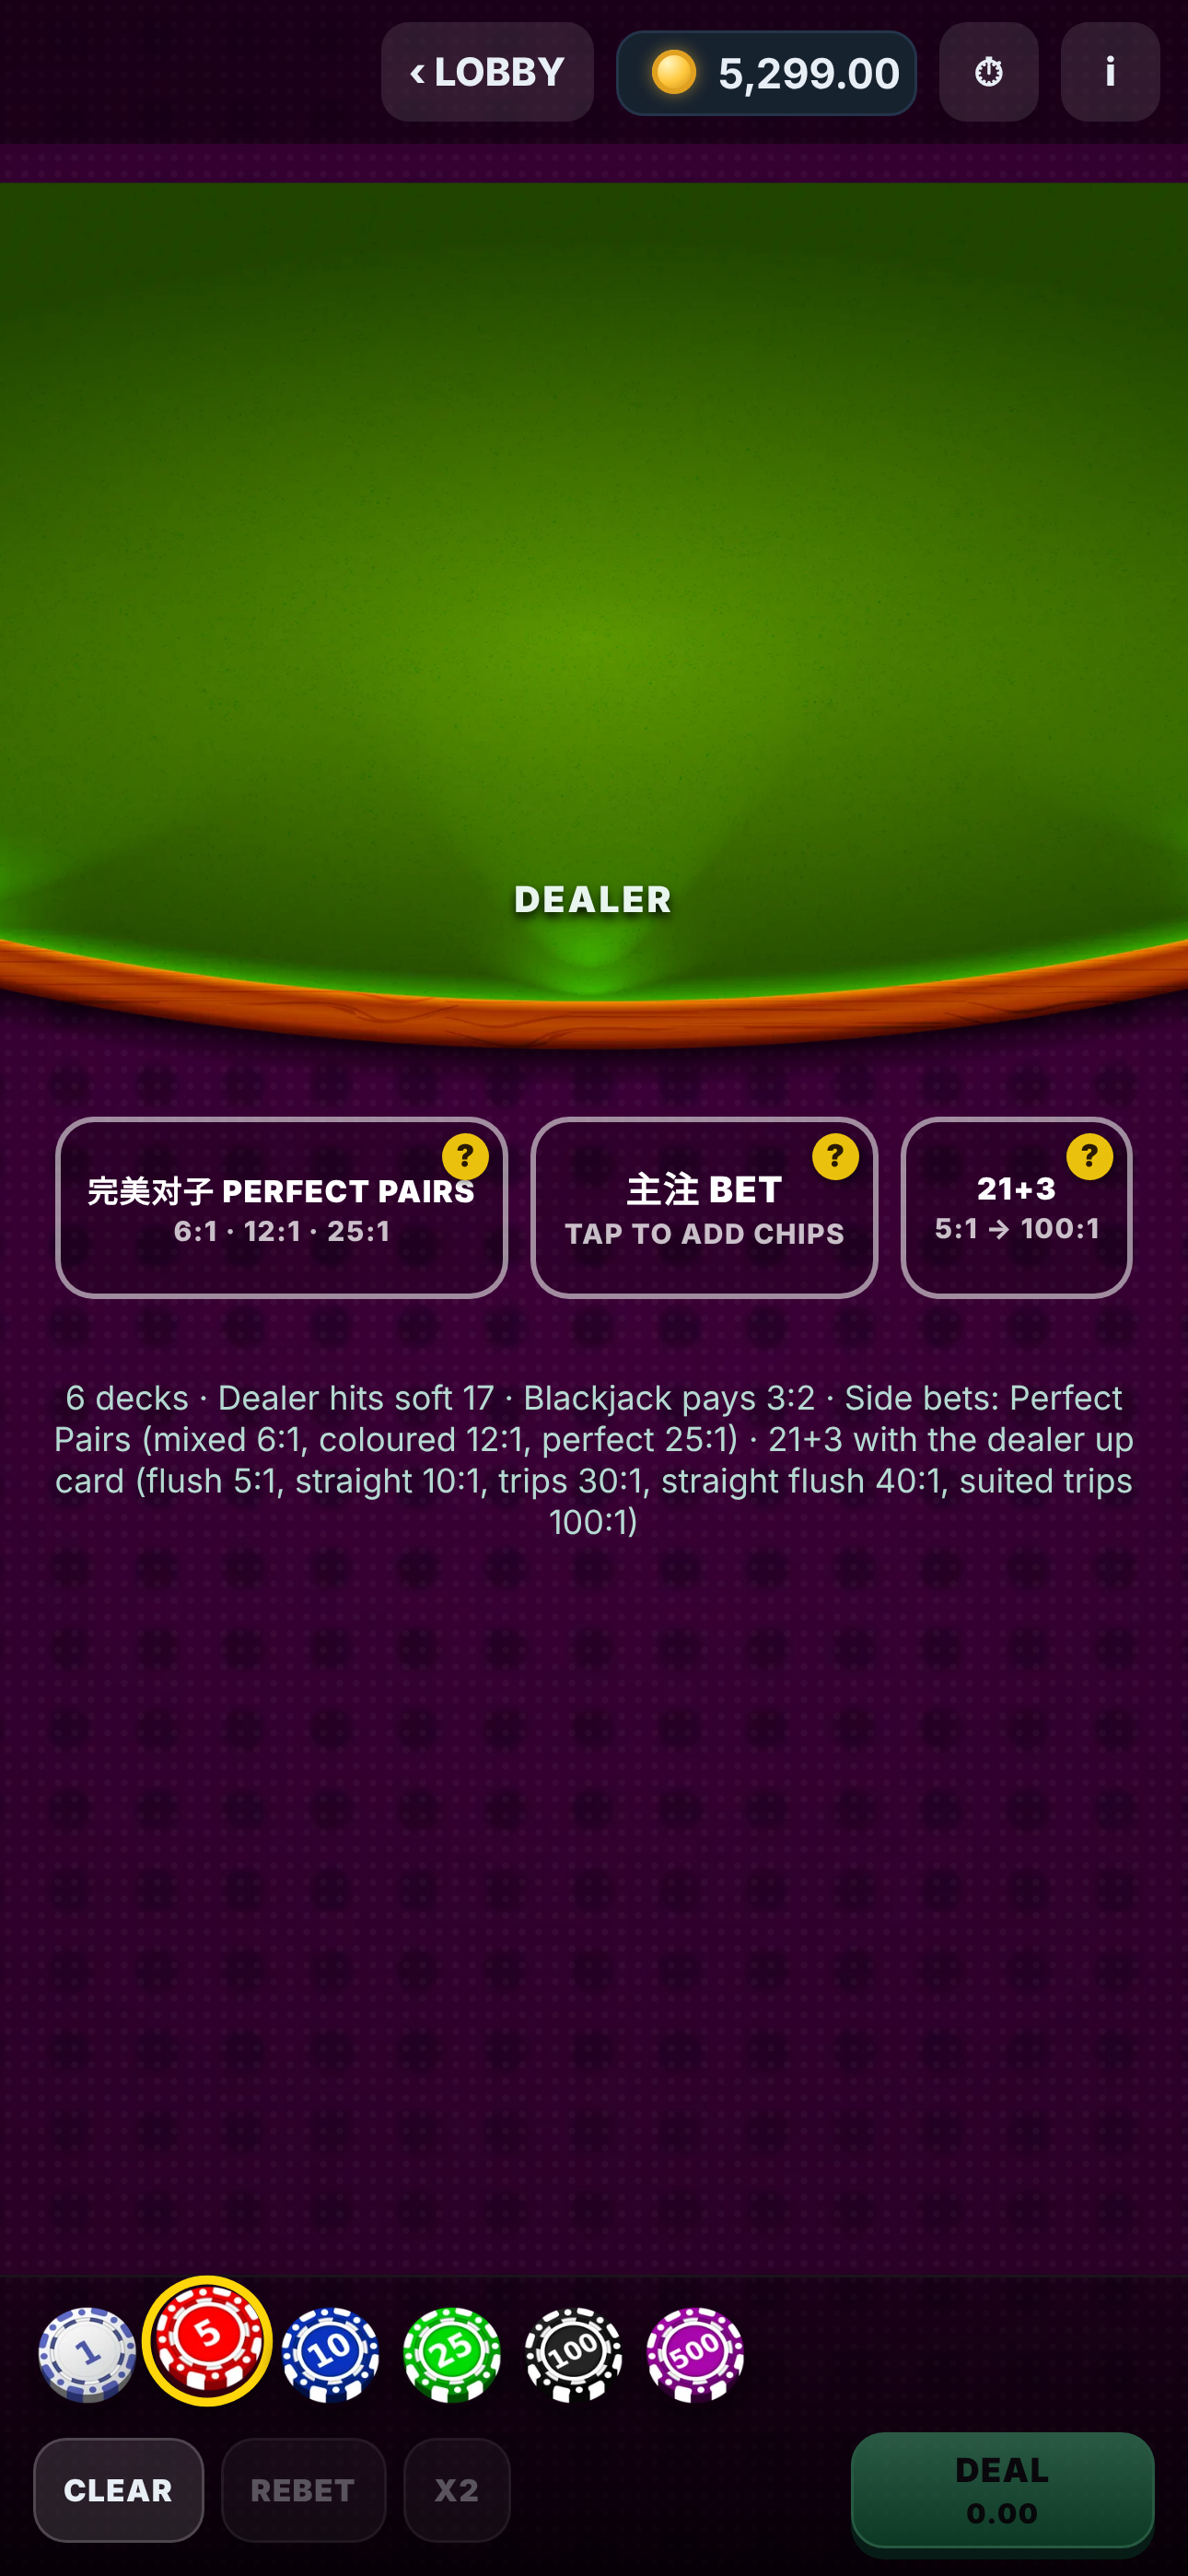 ‹ LOBBY
5,299.00
i
DEALER
?
完美对子 PERFECT PAIRS
6:1 · 12:1 · 25:1
?
主注 BET
TAP TO ADD CHIPS
?
21+3
5:1 → 100:1
6 decks · Dealer hits soft 17 · Blackjack pays 3:2 · Side bets: Perfect
Pairs (mixed 6:1, coloured 12:1, perfect 25:1) · 21+3 with the dealer up
card (flush 5:1, straight 10:1, trips 30:1, straight flush 40:1, suited trips
100:1)
1
5
10
25
100
500
CLEAR
REBET
X2
DEAL
0.00